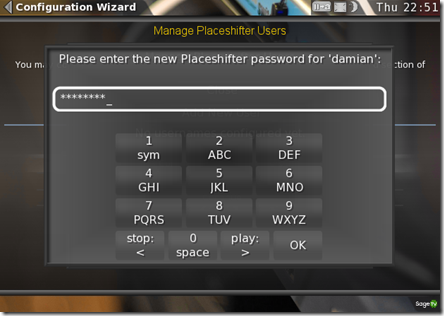 Configuration Wizard
Thu 22:51
Manage Placeshifter Users
You ma
ction of
Please enter the new Placeshifter password for 'damian':
********_
1 2 3
sym ABC DEF
4 5 6
GHI JKL MNO
7 8 9
PQRS TUV WXYZ
stop: 0 play: OK
< space >
Sagetv